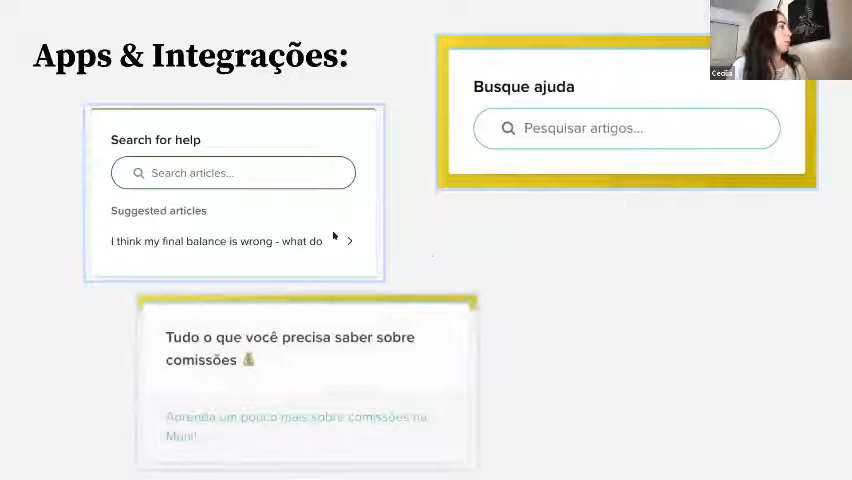 Apps & Integrações:
Cecilia
Busque ajuda
Pesquisar artigos...
Search for help
Search articles...
Suggested articles
I think my final balance is wrong - what do
Tudo o que você precisa saber sobre
comissões 💰
Aprenda um pouco mais sobre comissões na
Muni!